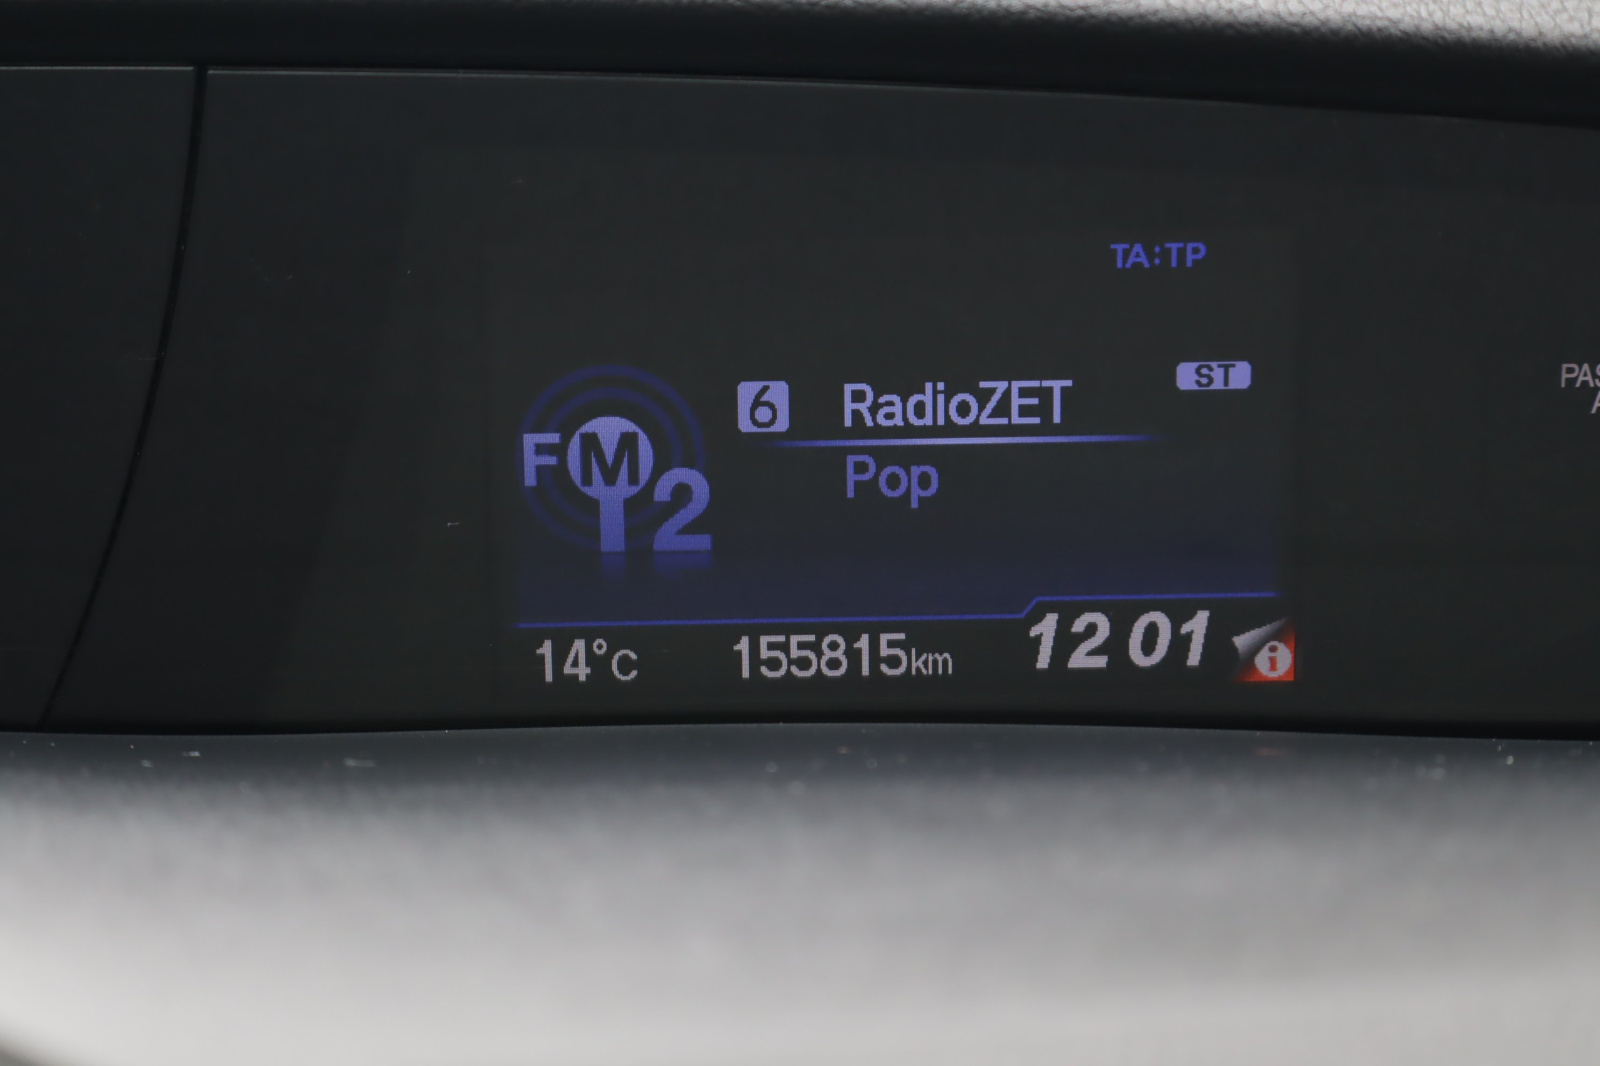 TA:TP
ST
6 RadioZET
FM2
Pop
14°C 155815km 12 01
i